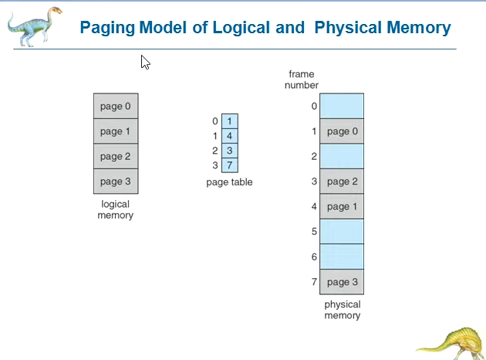 Paging Model of Logical and Physical Memory
page 0
page 1
page 2
page 3
logical
memory
0 1
1 4
2 3
3 7
page table
frame
number
0
1 page 0
2
3 page 2
4 page 1
5
6
7 page 3
physical
memory